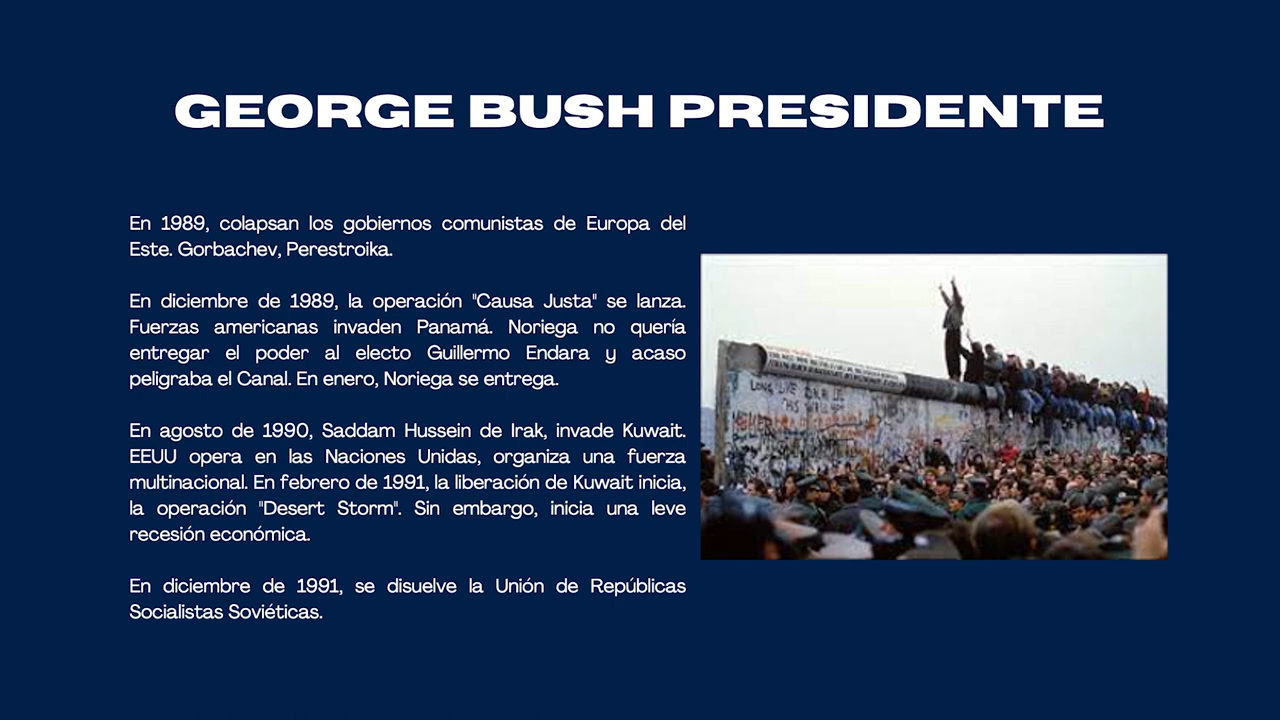 GEORGE BUSH PRESIDENTE
En 1989, colapsan los gobiernos comunistas de Europa del
Este. Gorbachev, Perestroika.
En diciembre de 1989, la operación "Causa Justa" se lanza.
Fuerzas americanas invaden Panamá. Noriega no quería
entregar el poder al electo Guillermo Endara y acaso
peligraba el Canal. En enero, Noriega se entrega.
En agosto de 1990, Saddam Hussein de Irak, invade Kuwait.
EEUU opera en las Naciones Unidas, organiza una fuerza
multinacional. En febrero de 1991, la liberación de Kuwait inicia,
la operación "Desert Storm". Sin embargo, inicia una leve
recesión económica.
En diciembre de 1991, se disuelve la Unión de Repúblicas
Socialistas Soviéticas.
LONG LIVE